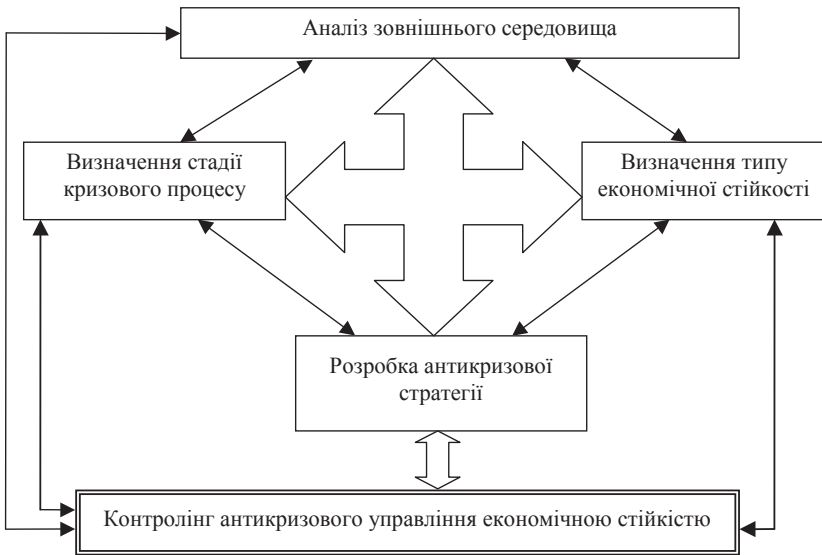 Аналіз зовнішнього середовища
Визначення стадії
кризового процесу
Визначення типу
економічної стійкості
Розробка антикризової
стратегії
Контролінг антикризового управління економічною стійкістю